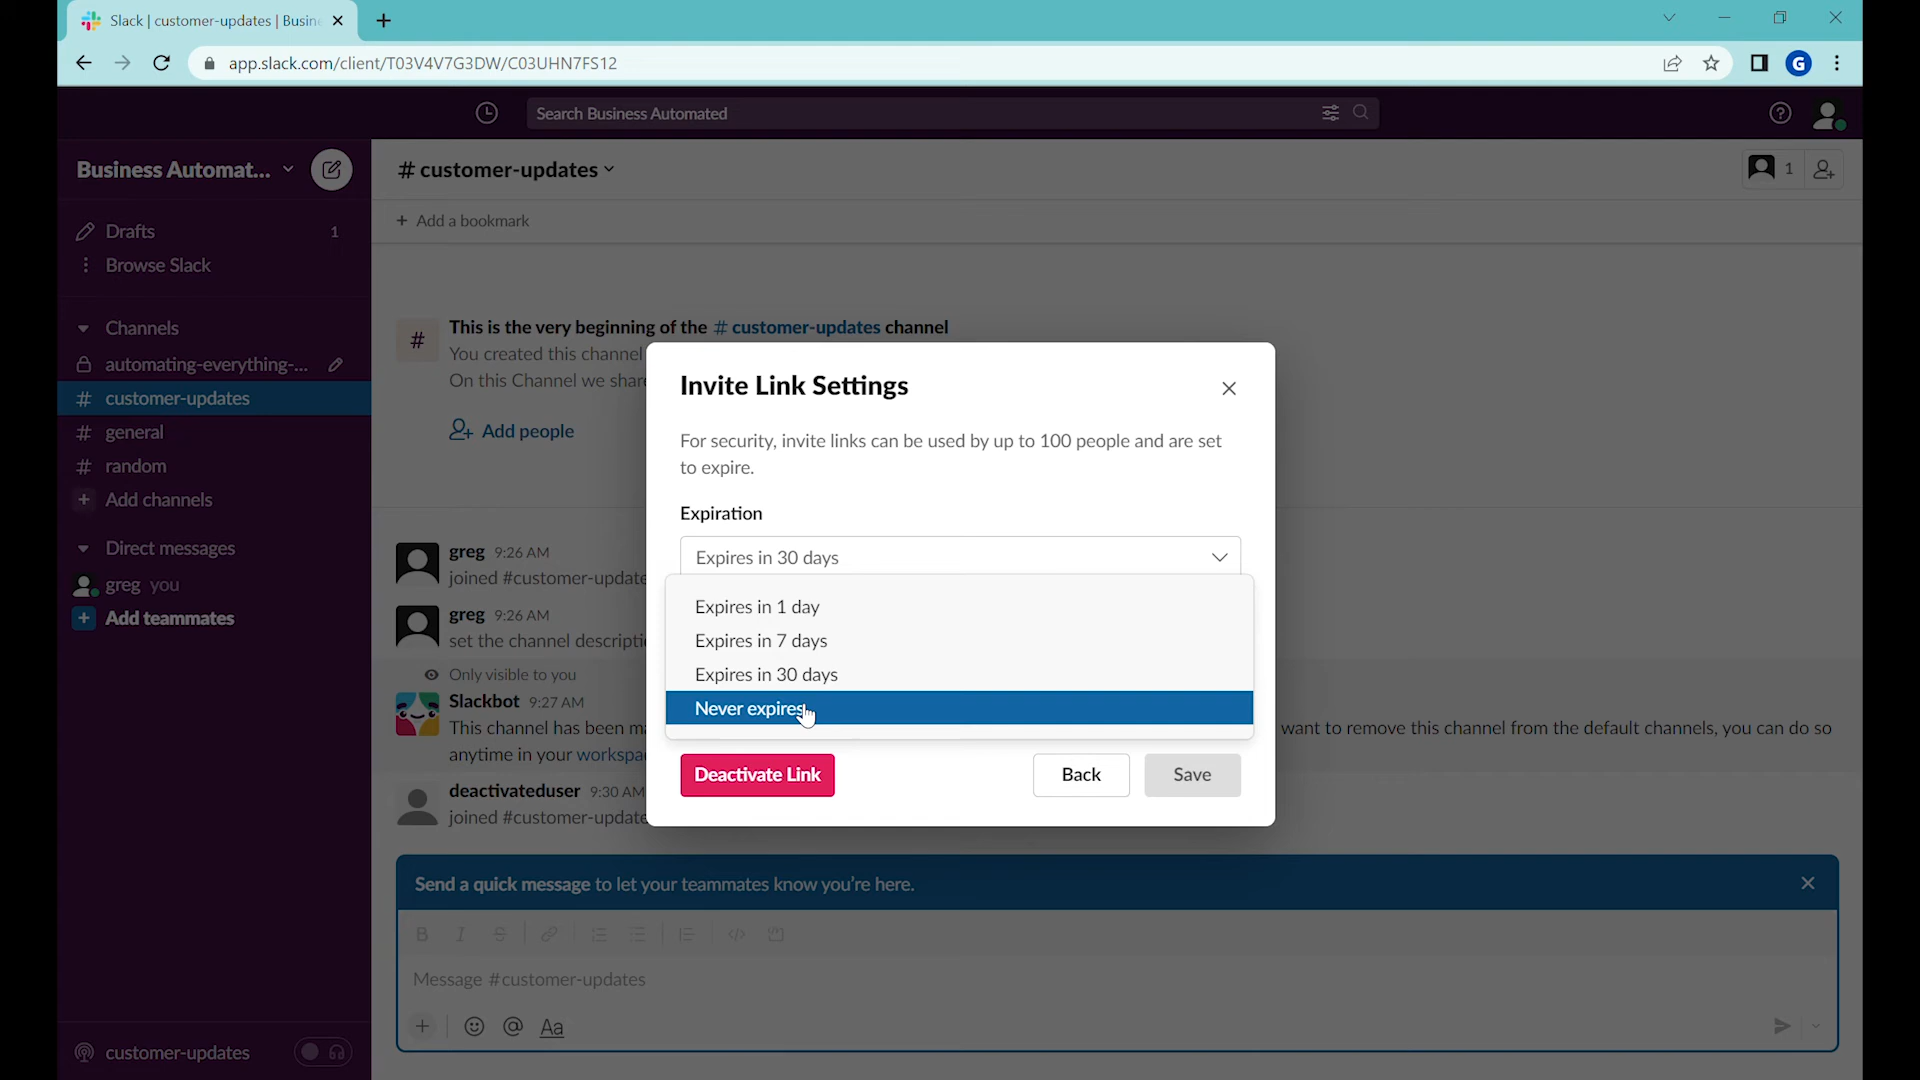 Slack | customer-updates | Busine
app.slack.com/client/T03V4V7G3DW/C03UHN7FS12
G
Search Business Automated
Business Automat...
# customer-updates
1
Drafts
1
+ Add a bookmark
Browse Slack
Channels
automating-everything-...
# customer-updates
# general
# random
+ Add channels
Direct messages
greg you
+ Add teammates
#
This is the very beginning of the # customer-updates channel
You created this channel
On this Channel we share
Add people
greg 9:26 AM
joined #customer-update
greg 9:26 AM
set the channel descripti
Only visible to you
Slackbot 9:27 AM
This channel has been ma
want to remove this channel from the default channels, you can do so
anytime in your workspa
deactivateduser 9:30 AM
joined #customer-update
Invite Link Settings
For security, invite links can be used by up to 100 people and are set
to expire.
Expiration
Expires in 30 days
Expires in 1 day
Expires in 7 days
Expires in 30 days
Never expires
Deactivate Link
Back
Save
Send a quick message to let your teammates know you're here.
B I S
Message #customer-updates
+ @ Aa
customer-updates